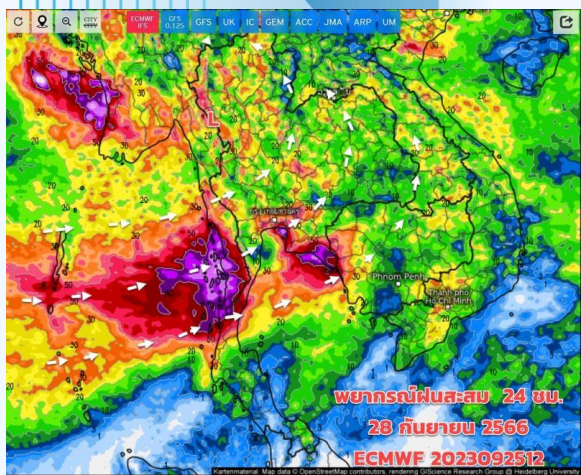 CITY
ECMWF IFS
GFS 0.125
GFS
UK
IC
GEM
ACC
JMA
ARP
UM
L
Phnom Penh
Thành phố
Hồ Chí Minh
พยากรณ์ฝนสะสม 24 ชม.
28 กันยายน 2566
ECMWF 2023092512
Kartenmaterial: Map data © OpenStreetMap contributors, rendering GIScience Research Group @ Heidelberg University